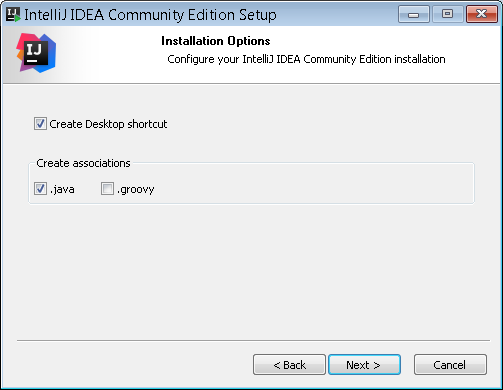 IntelliJ IDEA Community Edition Setup
IJ
Installation Options
Configure your IntelliJ IDEA Community Edition installation
Create Desktop shortcut
Create associations
.java .groovy
< Back Next > Cancel